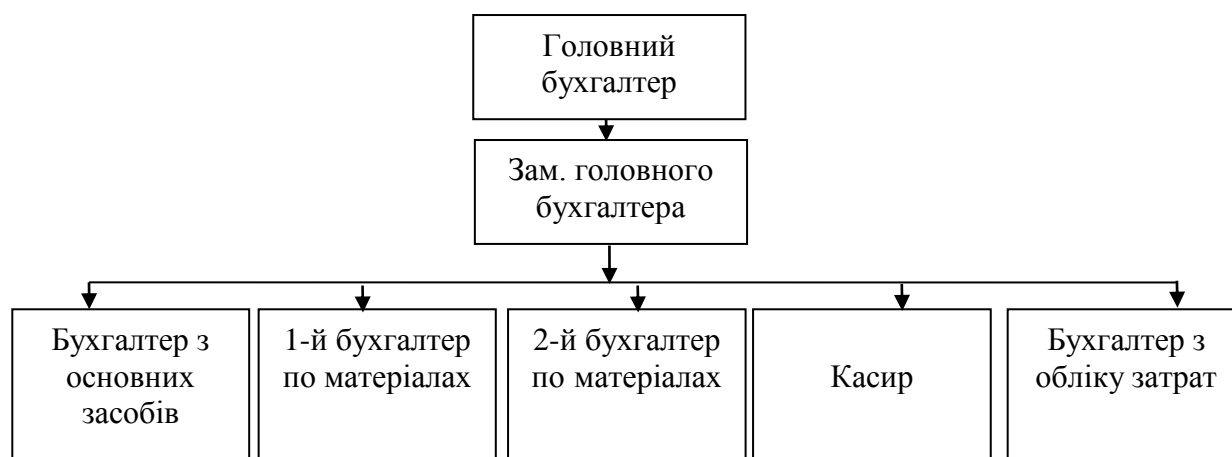 Головний
бухгалтер
Зам. головного
бухгалтера
Бухгалтер з
основних
засобів
1-й бухгалтер
по матеріалах
2-й бухгалтер
по матеріалах
Касир
Бухгалтер з
обліку затрат